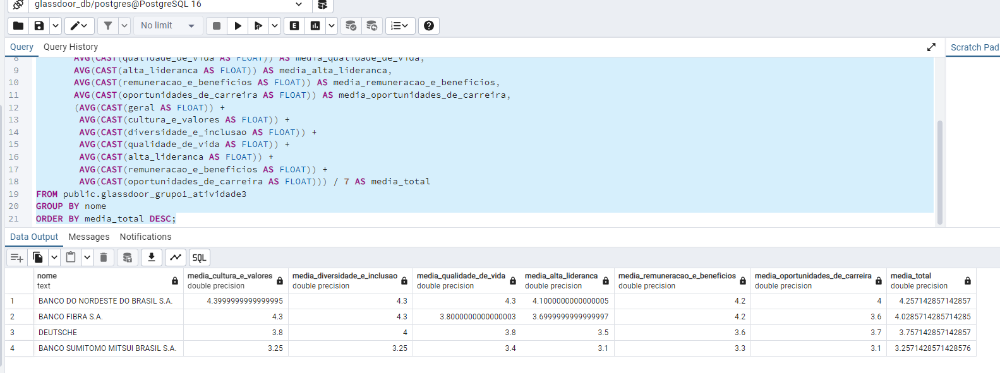 glassdoor_db/postgres@PostgreSQL 16
No limit
Query Query History Scratch Pad
8 AVG(CAST(qualidade_de_vida AS FLOAT)) AS media_qualidade_de_vida,
9 AVG(CAST(alta_lideranca AS FLOAT)) AS media_alta_lideranca,
10 AVG(CAST(remuneracao_e_beneficios AS FLOAT)) AS media_remuneracao_e_beneficios,
11 AVG(CAST(oportunidades_de_carreira AS FLOAT)) AS media_oportunidades_de_carreira,
12 (AVG(CAST(geral AS FLOAT)) +
13 AVG(CAST(cultura_e_valores AS FLOAT)) +
14 AVG(CAST(diversidade_e_inclusao AS FLOAT)) +
15 AVG(CAST(qualidade_de_vida AS FLOAT)) +
16 AVG(CAST(alta_lideranca AS FLOAT)) +
17 AVG(CAST(remuneracao_e_beneficios AS FLOAT)) +
18 AVG(CAST(oportunidades_de_carreira AS FLOAT))) / 7 AS media_total
19 FROM public.glassdoor_grupo1_atividade3
20 GROUP BY nome
21 ORDER BY media_total DESC;
Data Output Messages Notifications
SQL
nome media_cultura_e_valores media_diversidade_e_inclusao media_qualidade_de_vida media_alta_lideranca media_remuneracao_e_beneficios media_oportunidades_de_carreira media_total
text double precision double precision double precision double precision double precision double precision double precision
1 BANCO DO NORDESTE DO BRASIL S.A. 4.3999999999999995 4.3 4.3 4.1000000000000005 4.2 4 4.257142857142857
2 BANCO FIBRA S.A. 4.3 4.3 3.8000000000000003 3.6999999999999997 4.2 3.6 4.0285714285714285
3 DEUTSCHE 3.8 4 3.8 3.5 3.6 3.7 3.757142857142857
4 BANCO SUMITOMO MITSUI BRASIL S.A. 3.25 3.25 3.4 3.1 3.3 3.1 3.2571428571428576